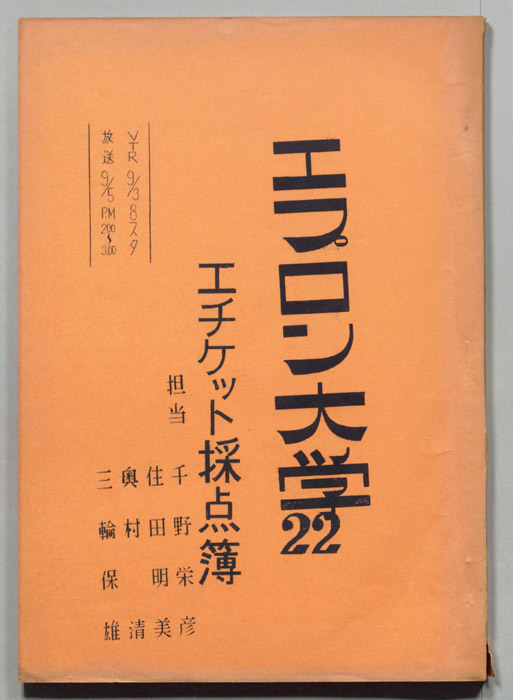 エプロン大学22
エチケット採点簿
担当
千野栄彦
住田明美
奥村清
三輪保雄
VTR 9/3 8スタ
放送 9/5 P.M 2.00〜3.00